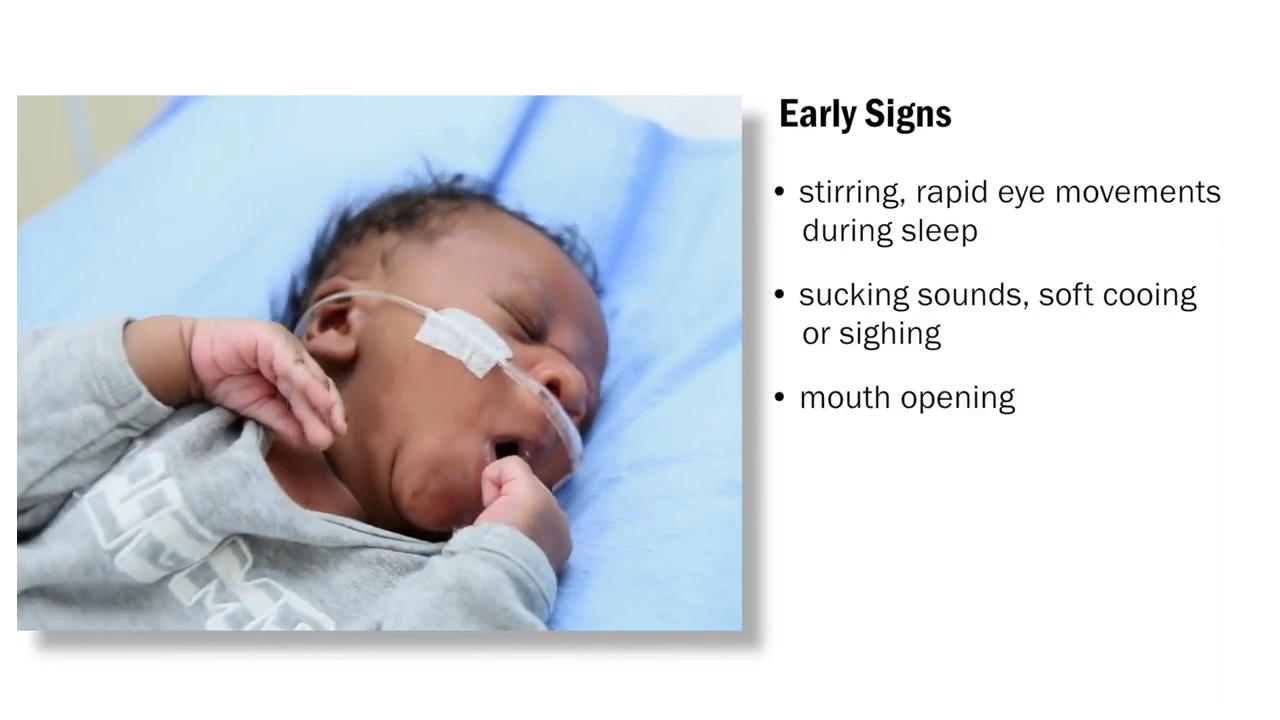 Early Signs
• stirring, rapid eye movements
during sleep
• sucking sounds, soft cooing
or sighing
• mouth opening